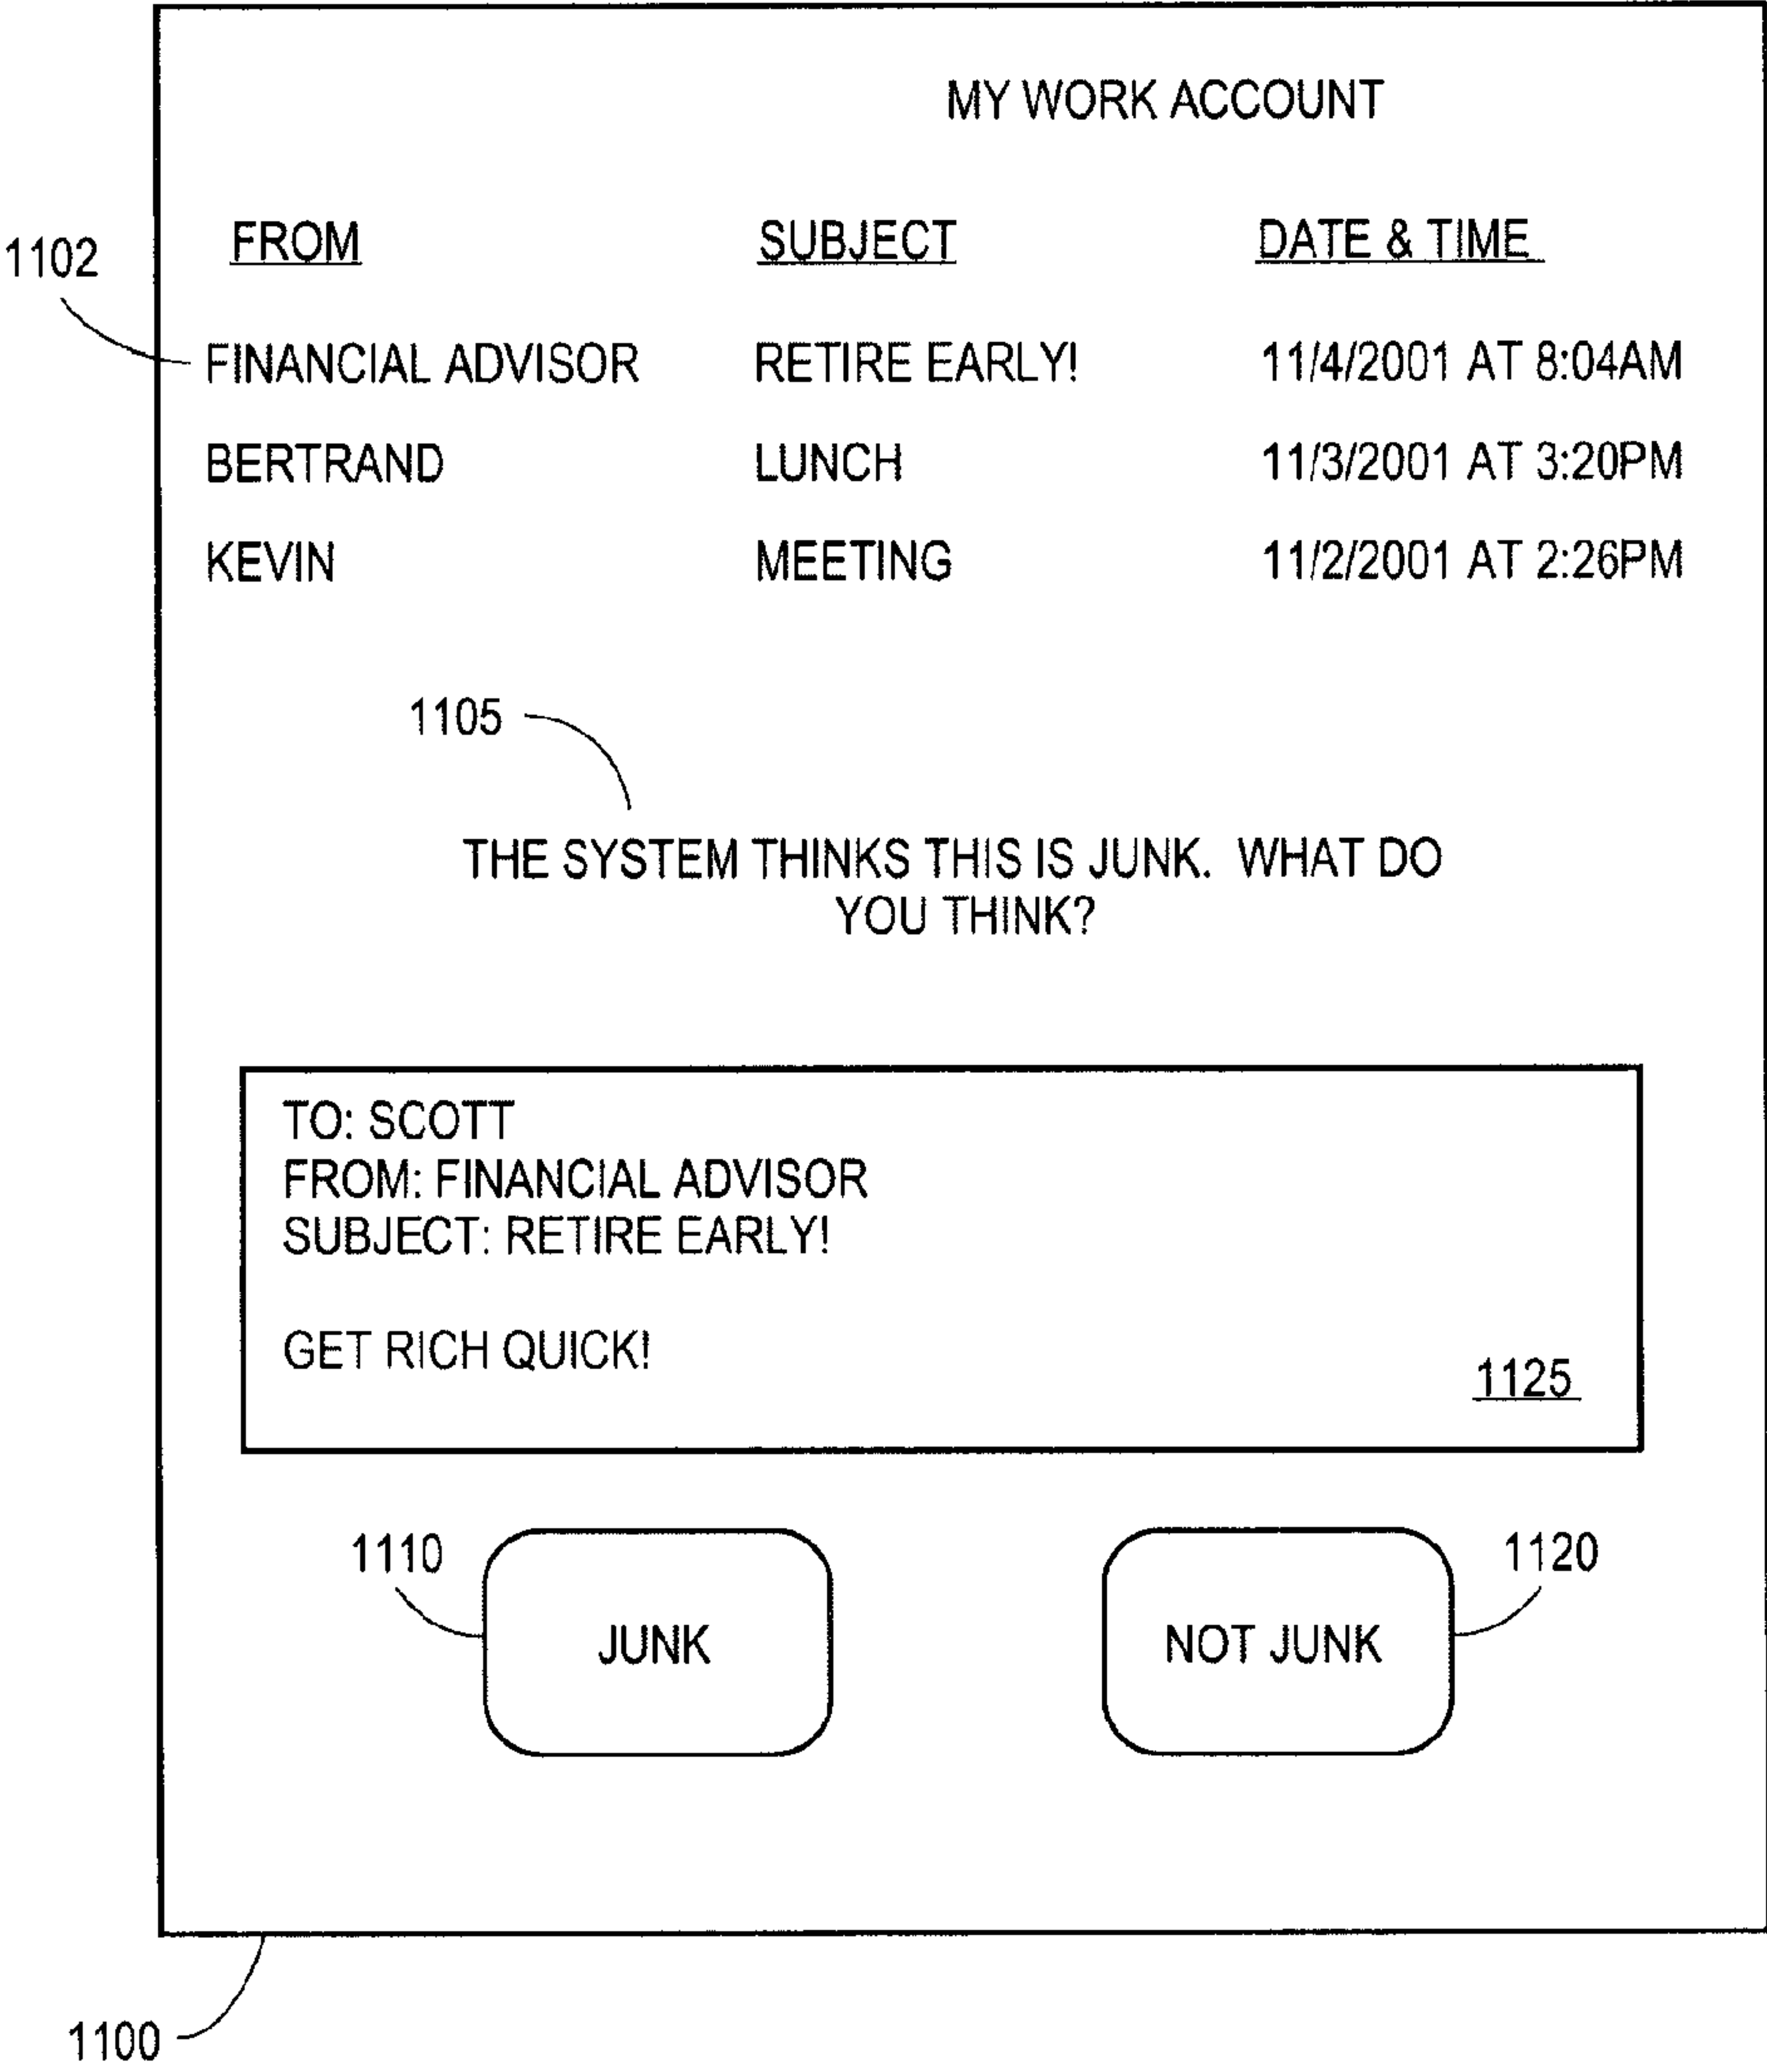 MY WORK ACCOUNT
1102 FROM SUBJECT DATE & TIME
FINANCIAL ADVISOR RETIRE EARLY! 11/4/2001 AT 8:04AM
BERTRAND LUNCH 11/3/2001 AT 3:20PM
KEVIN MEETING 11/2/2001 AT 2:26PM
1105
THE SYSTEM THINKS THIS IS JUNK. WHAT DO
YOU THINK?
TO: SCOTT
FROM: FINANCIAL ADVISOR
SUBJECT: RETIRE EARLY!
GET RICH QUICK!
1125
1110 1120
JUNK NOT JUNK
1100